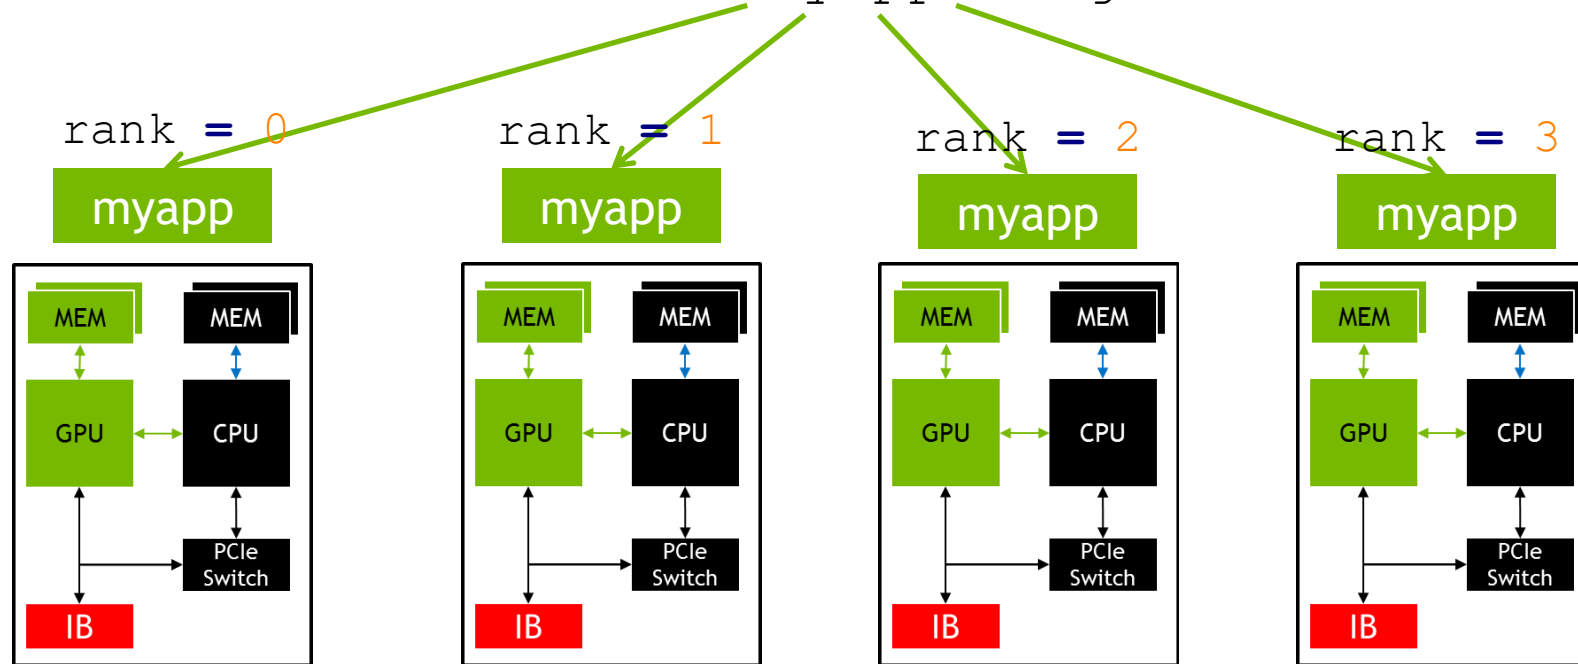 rank = 0
rank = 1
rank = 2
rank = 3
myapp
myapp
myapp
myapp
MEM MEM
GPU CPU
PCIe
Switch
IB
MEM MEM
GPU CPU
PCIe
Switch
IB
MEM MEM
GPU CPU
PCIe
Switch
IB
MEM MEM
GPU CPU
PCIe
Switch
IB